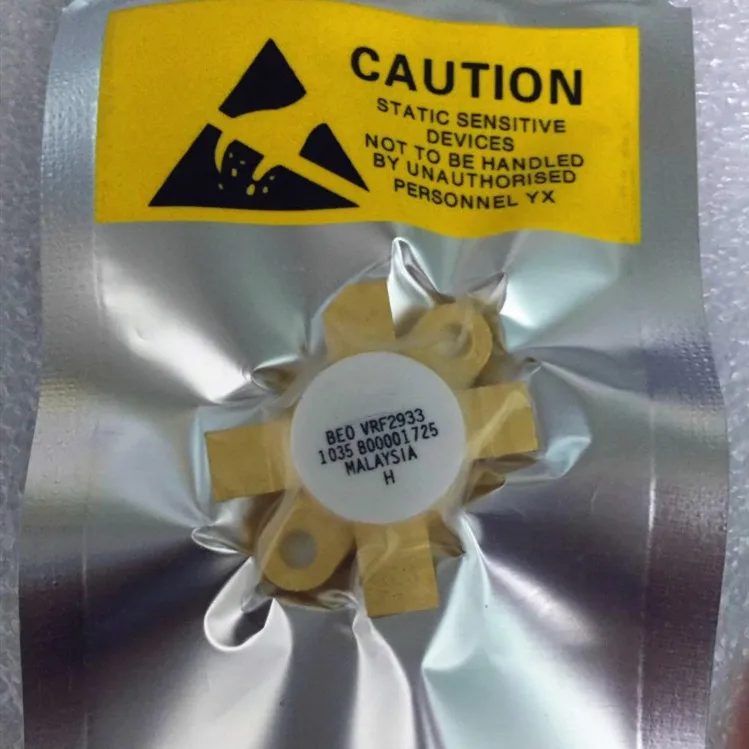 CAUTION
STATIC SENSITIVE
DEVICES
NOT TO BE HANDLED
BY UNAUTHORISED
PERSONNEL YX
BEO VRF2933
1035 B00001725
MALAYSIA
H